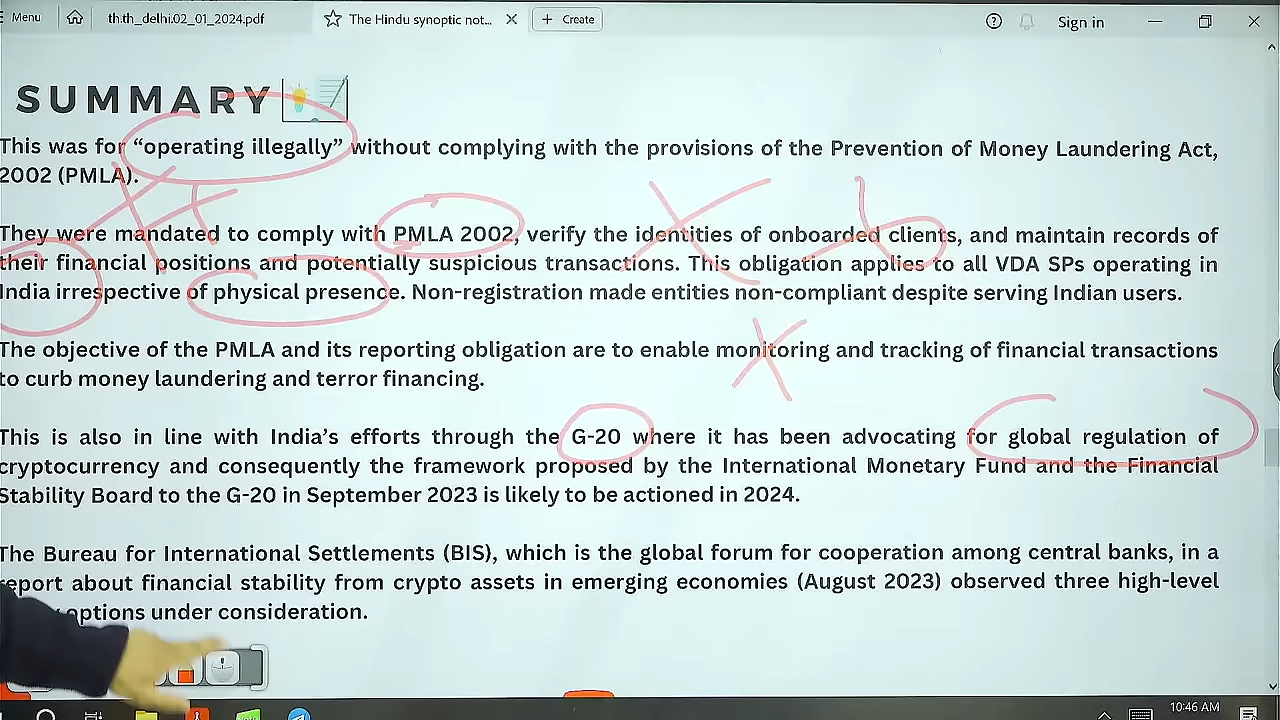 Menu
th.th_delhi.02_01_2024.pdf
The Hindu synoptic not...
+ Create
Sign in
SUMMARY
This was for “operating illegally” without complying with the provisions of the Prevention of Money Laundering Act,
2002 (PMLA).
They were mandated to comply with PMLA 2002, verify the identities of onboarded clients, and maintain records of
their financial positions and potentially suspicious transactions. This obligation applies to all VDA SPs operating in
India irrespective of physical presence. Non-registration made entities non-compliant despite serving Indian users.
The objective of the PMLA and its reporting obligation are to enable monitoring and tracking of financial transactions
to curb money laundering and terror financing.
This is also in line with India’s efforts through the G-20 where it has been advocating for global regulation of
cryptocurrency and consequently the framework proposed by the International Monetary Fund and the Financial
Stability Board to the G-20 in September 2023 is likely to be actioned in 2024.
The Bureau for International Settlements (BIS), which is the global forum for cooperation among central banks, in a
report about financial stability from crypto assets in emerging economies (August 2023) observed three high-level
options under consideration.
10:46 AM